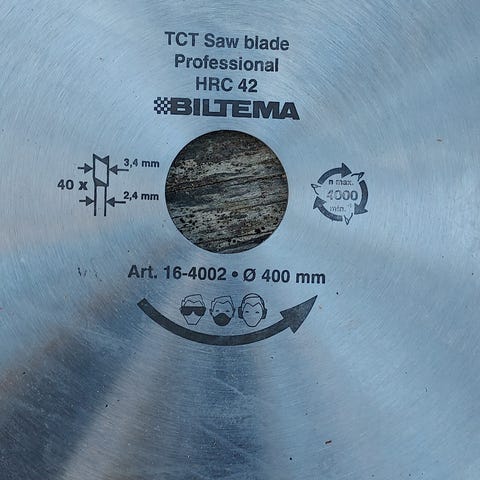 TCT Saw blade
Professional
HRC 42
BILTEMA
3,4 mm
40 x
2,4 mm
n max.
4000
min.⁻¹
Art. 16-4002 • Ø 400 mm